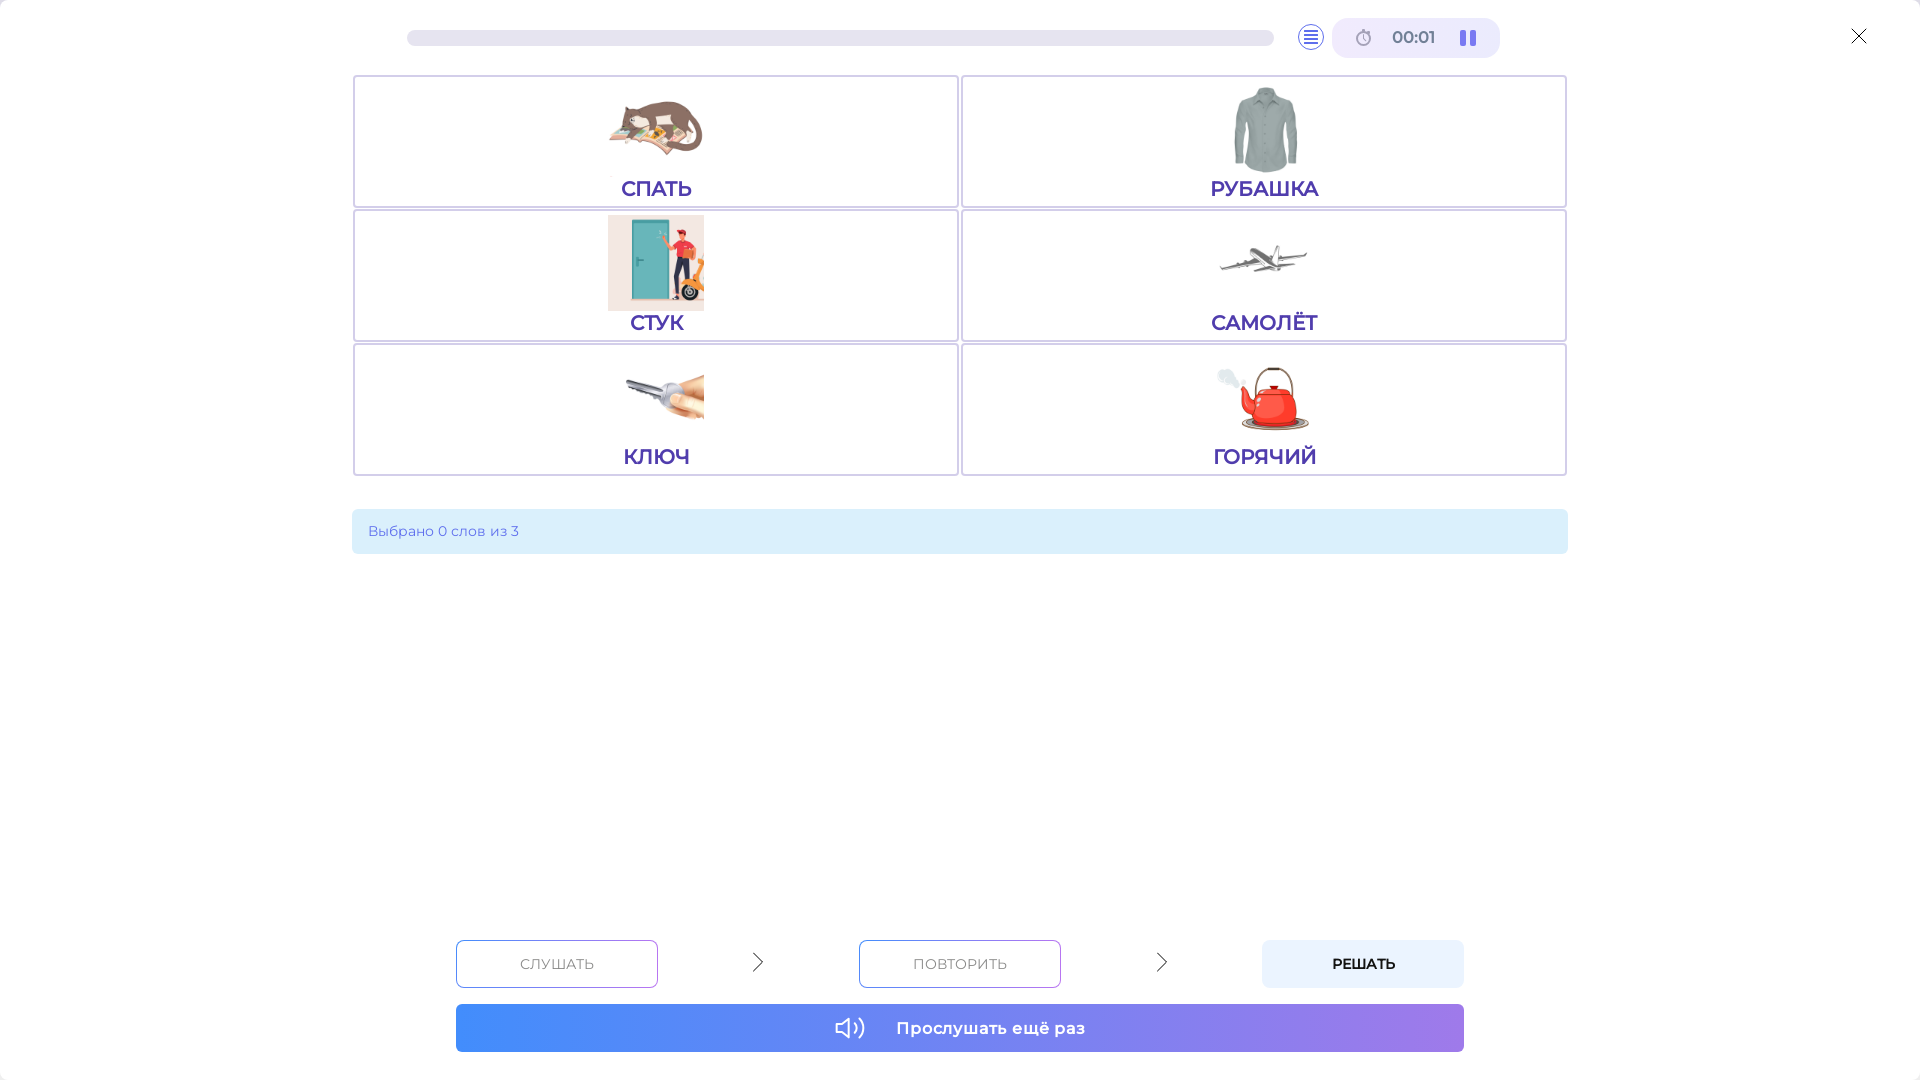 00:01
СПАТЬ
РУБАШКА
СТУК
САМОЛЁТ
КЛЮЧ
ГОРЯЧИЙ
Выбрано 0 слов из 3
СЛУШАТЬ
ПОВТОРИТЬ
РЕШАТЬ
Прослушать ещё раз